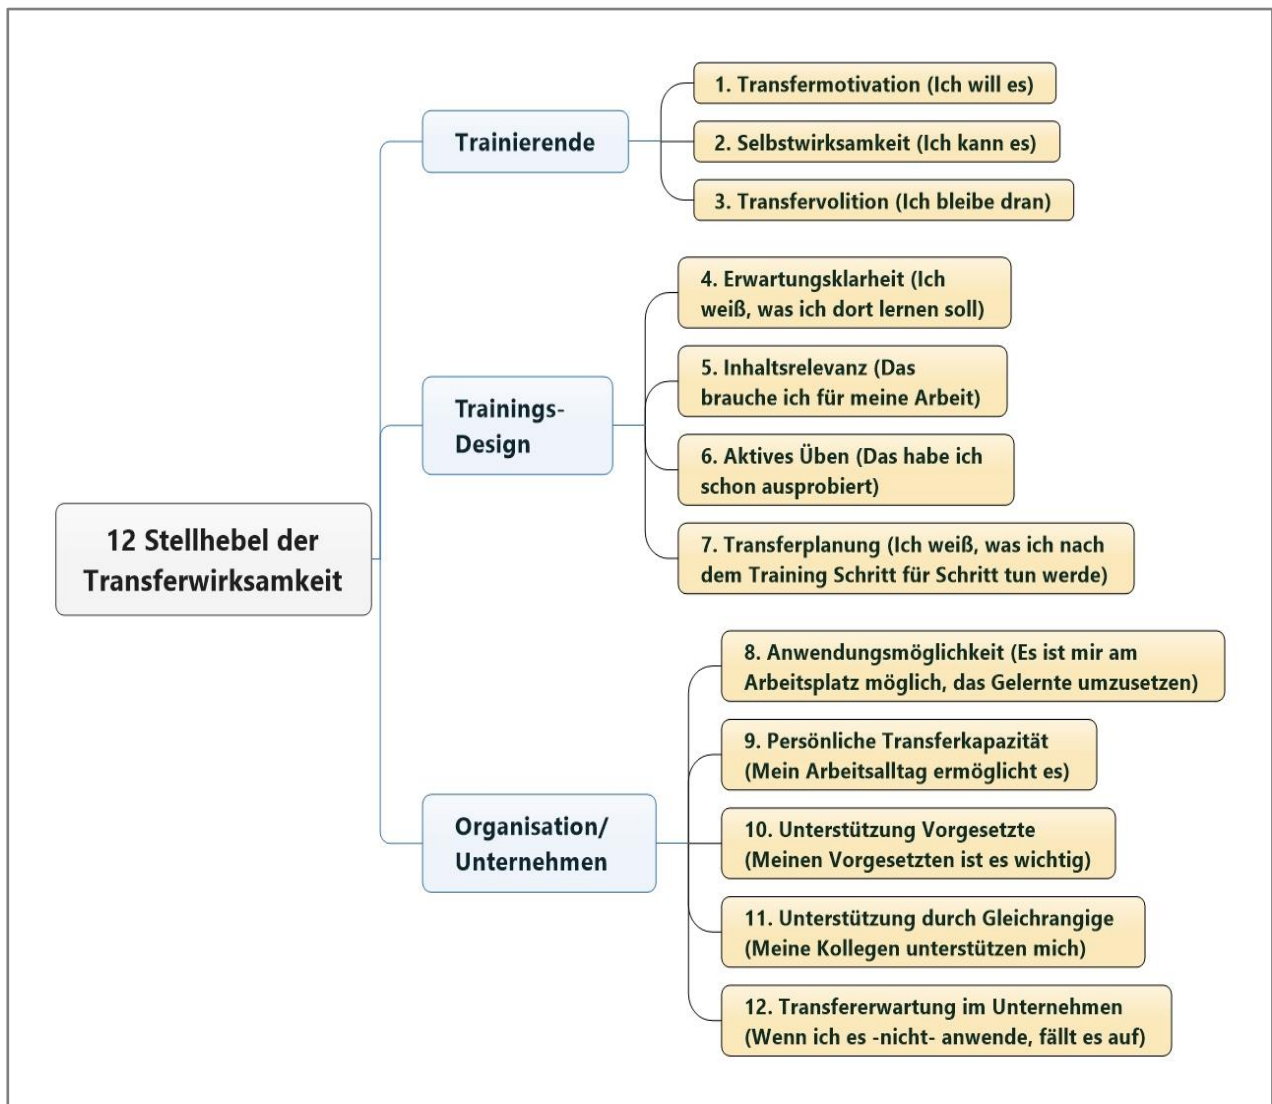 12 Stellhebel der
Transferwirksamkeit
Trainierende
1. Transfermotivation (Ich will es)
2. Selbstwirksamkeit (Ich kann es)
3. Transfervolition (Ich bleibe dran)
Trainings-
Design
4. Erwartungsklarheit (Ich
weiß, was ich dort lernen soll)
5. Inhaltsrelevanz (Das
brauche ich für meine Arbeit)
6. Aktives Üben (Das habe ich
schon ausprobiert)
7. Transferplanung (Ich weiß, was ich nach
dem Training Schritt für Schritt tun werde)
Organisation/
Unternehmen
8. Anwendungsmöglichkeit (Es ist mir am
Arbeitsplatz möglich, das Gelernte umzusetzen)
9. Persönliche Transferkapazität
(Mein Arbeitsalltag ermöglicht es)
10. Unterstützung Vorgesetzte
(Meinen Vorgesetzten ist es wichtig)
11. Unterstützung durch Gleichrangige
(Meine Kollegen unterstützen mich)
12. Transfererwartung im Unternehmen
(Wenn ich es -nicht- anwende, fällt es auf)